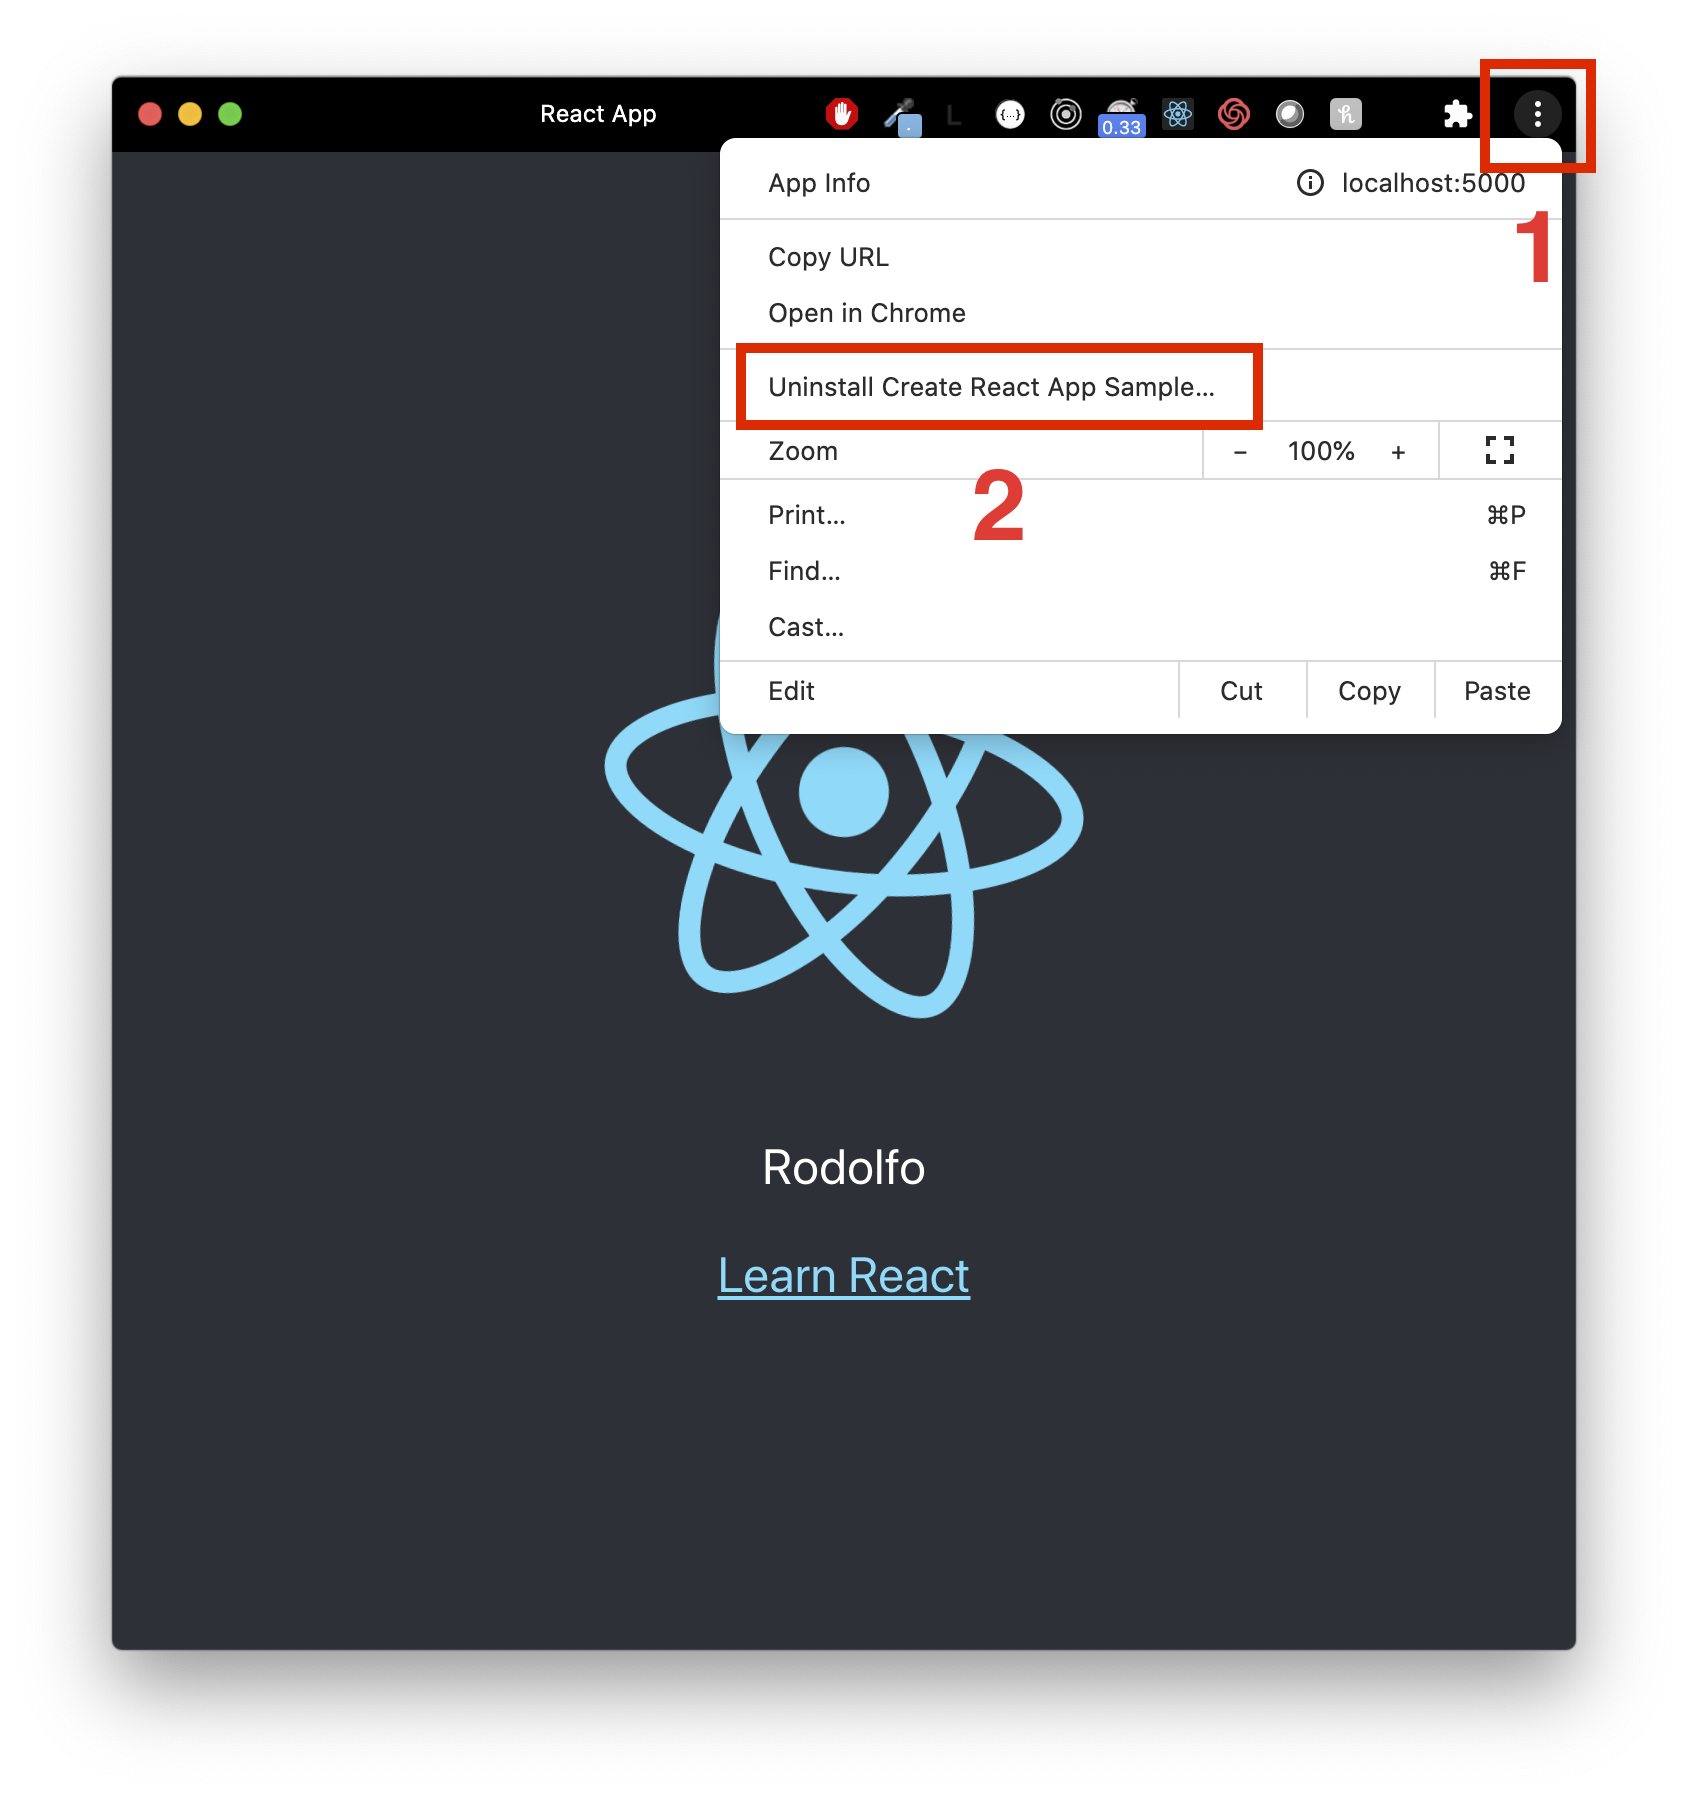 React App
L
{...}
0.33
App Info localhost:5000
1
Copy URL
Open in Chrome
Uninstall Create React App Sample...
Zoom - 100% +
2
Print... ⌘P
Find... ⌘F
Cast...
Edit Cut Copy Paste
Rodolfo
Learn React